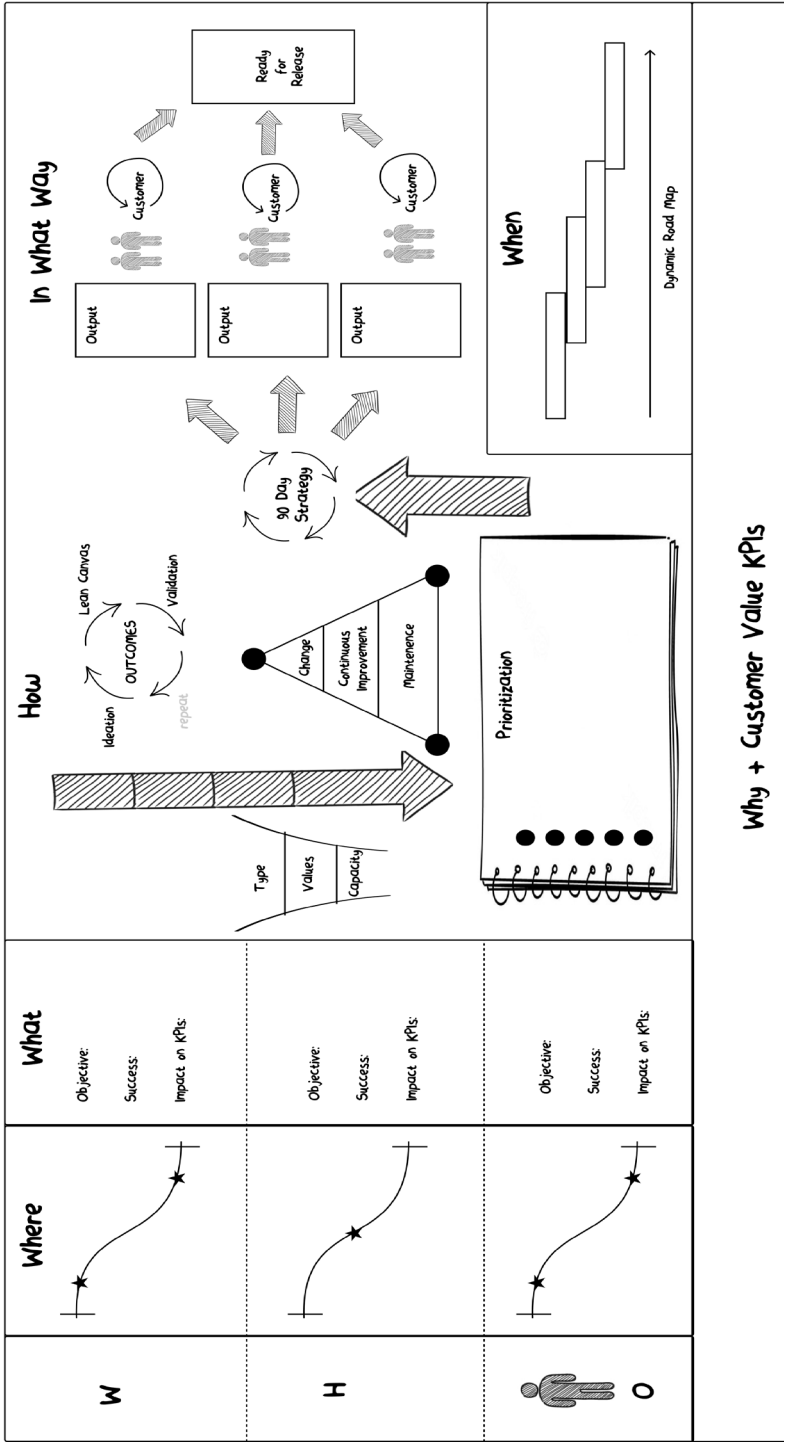 W
H
O
Where
What
Objective:
Success:
Impact on KPIs:
Objective:
Success:
Impact on KPIs:
Objective:
Success:
Impact on KPIs:
How
Type
Values
Capacity
Ideation
Lean Canvas
OUTCOMES
Validation
repeat
Change
Continuous
Improvement
Maintenence
Prioritization
90 Day
Strategy
In What Way
Output
Customer
Output
Customer
Output
Customer
Ready
for
Release
When
Dynamic Road Map
Why + Customer Value KPIs